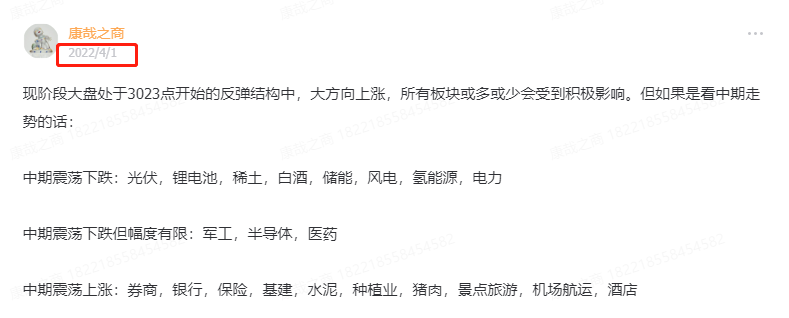 康哉之商
2022/4/1
现阶段大盘处于3023点开始的反弹结构中，大方向上涨，所有板块或多或少会受到积极影响。但如果是看中期走
势的话：
中期震荡下跌：光伏，锂电池，稀土，白酒，储能，风电，氢能源，电力
中期震荡下跌但幅度有限：军工，半导体，医药
中期震荡上涨：券商，银行，保险，基建，水泥，种植业，猪肉，景点旅游，机场航运，酒店